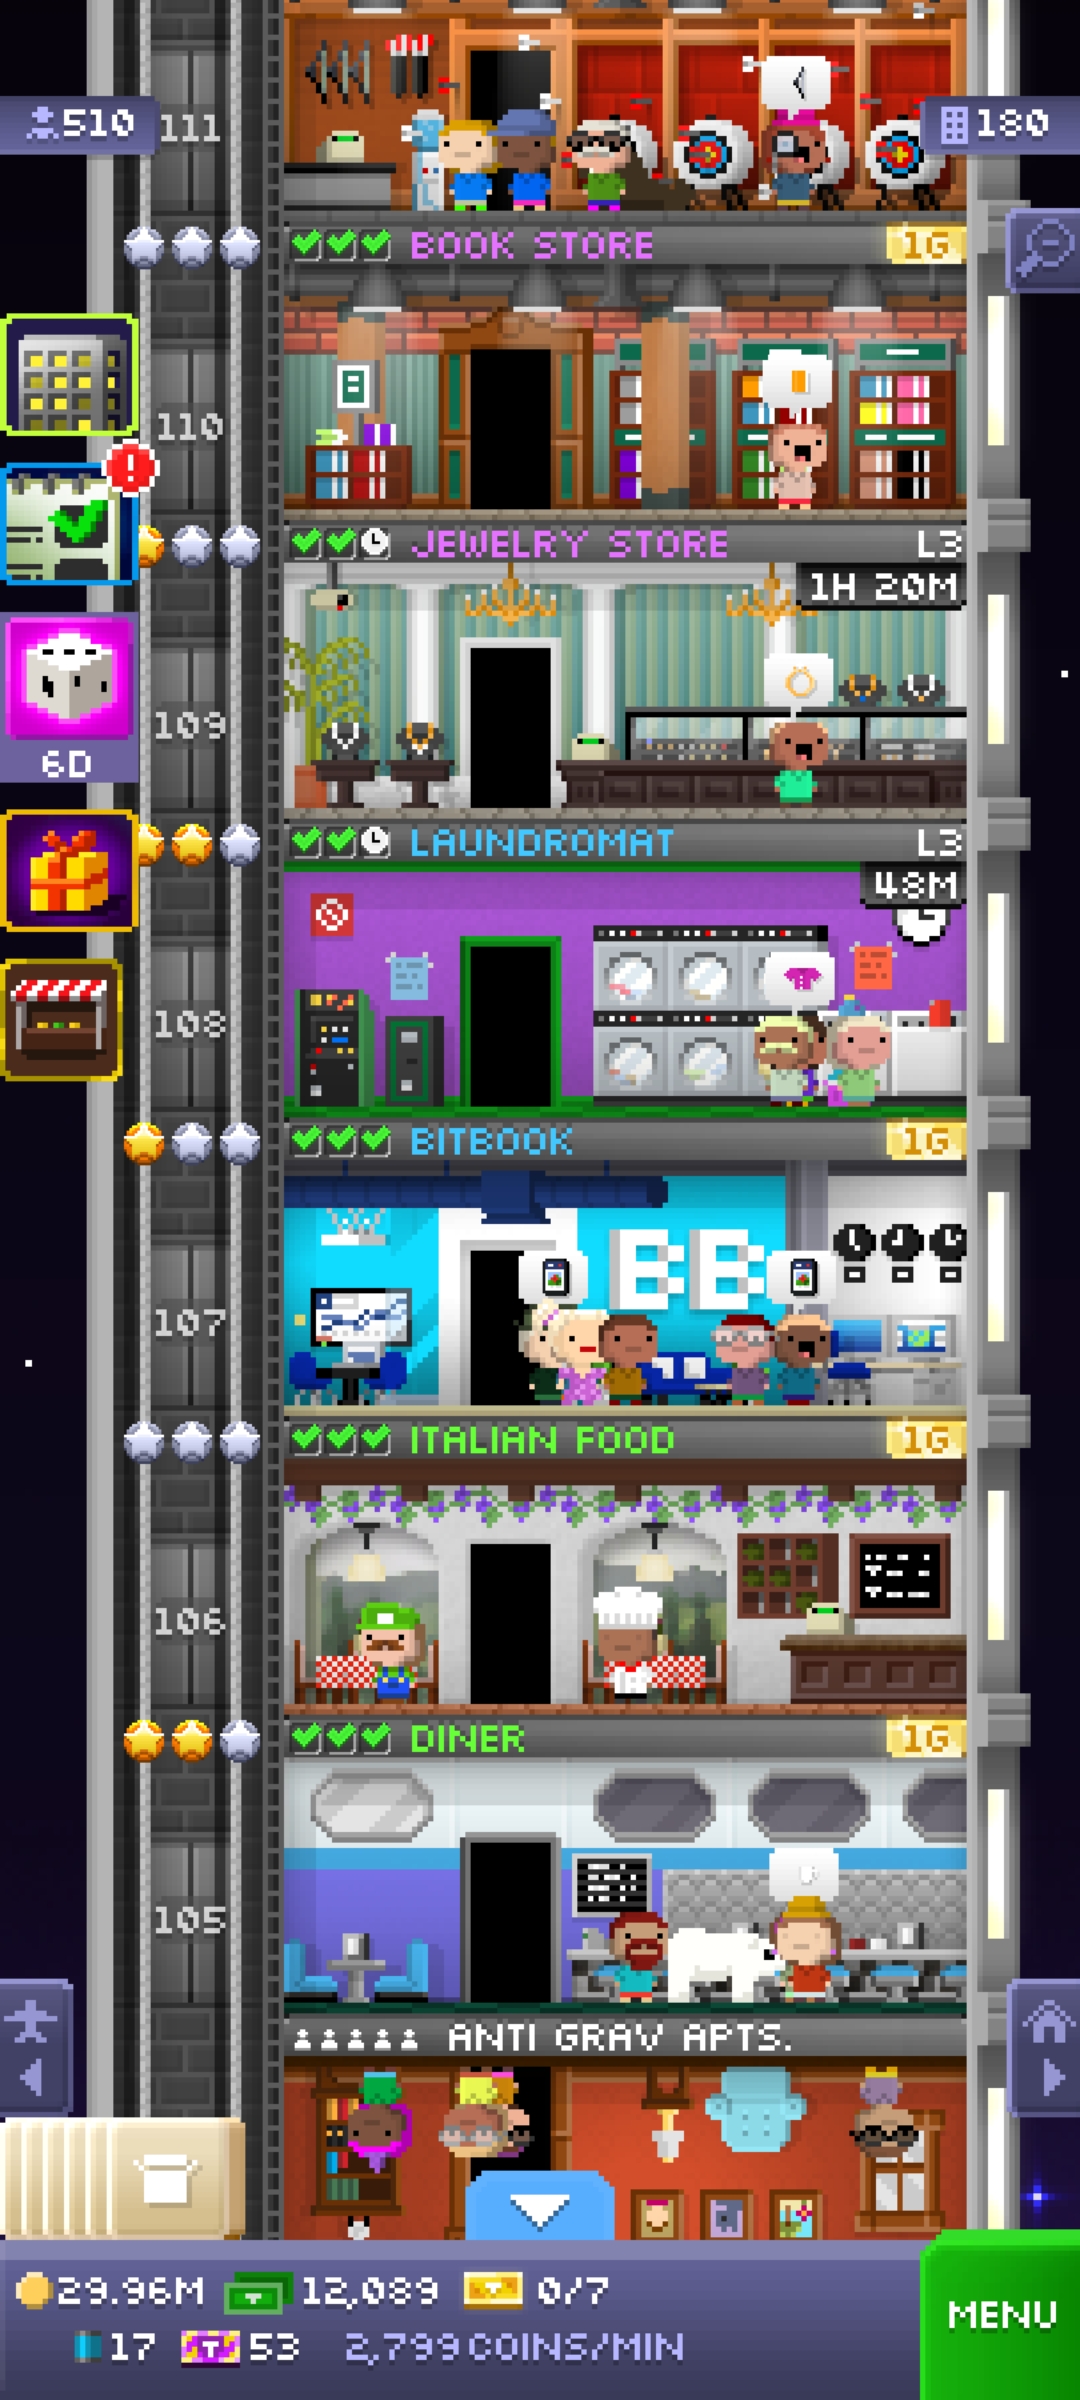 510
111
180
BOOK STORE
1G
110
JEWELRY STORE
L3
1H 20M
109
6D
LAUNDROMAT
L3
48M
108
BITBOOK
1G
BB
107
ITALIAN FOOD
1G
106
DINER
1G
105
ANTI GRAV APTS.
29.96M
12,089
0/7
MENU
17
53
2,799 COINS/MIN